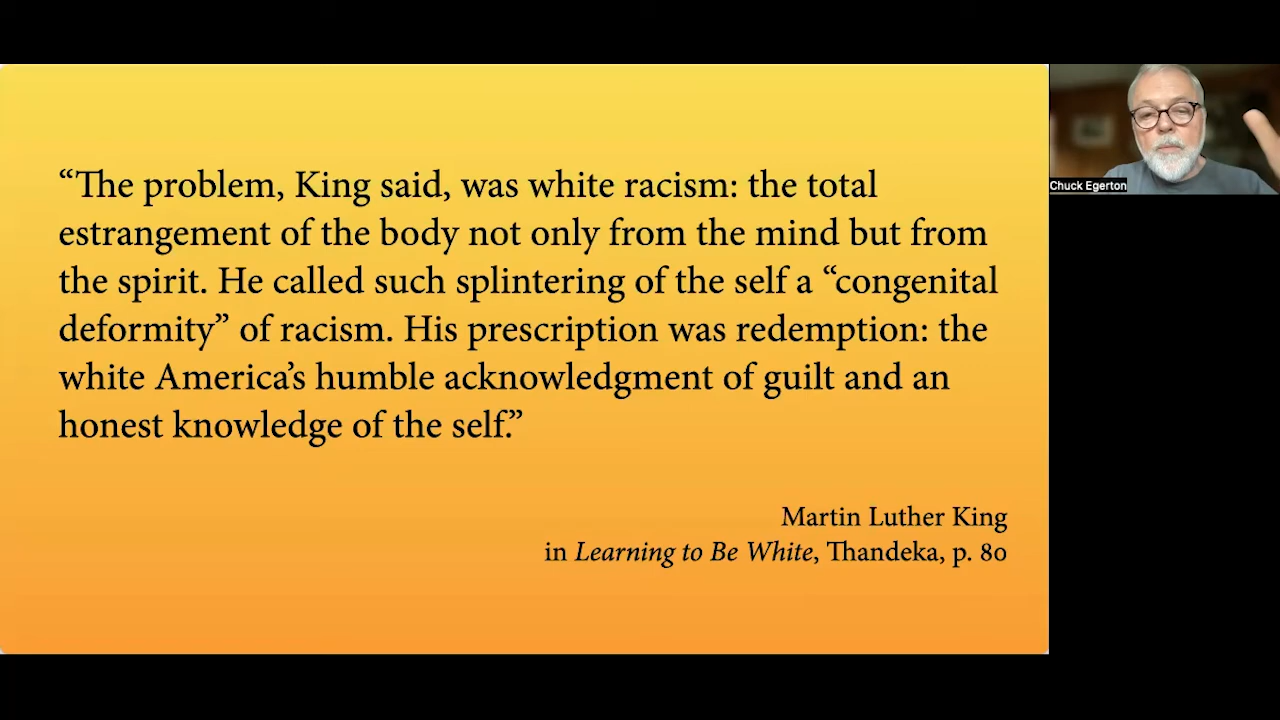 “The problem, King said, was white racism: the total
estrangement of the body not only from the mind but from
the spirit. He called such splintering of the self a “congenital
deformity” of racism. His prescription was redemption: the
white America’s humble acknowledgment of guilt and an
honest knowledge of the self.”
Martin Luther King
in Learning to Be White, Thandeka, p. 80
Chuck Egerton